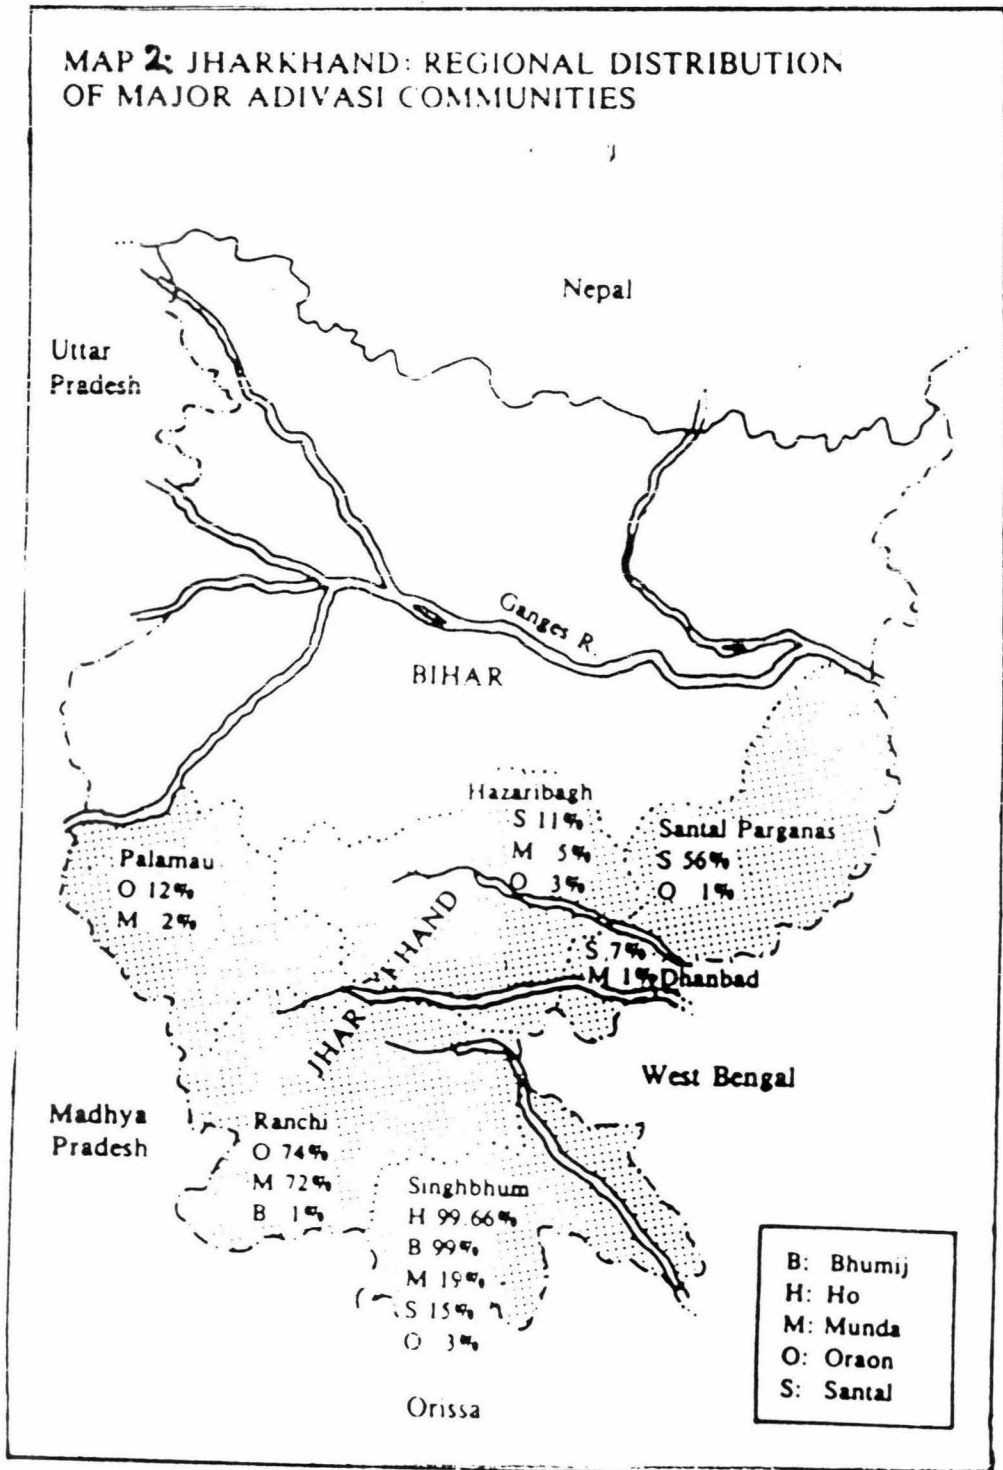 MAP 2: JHARKHAND: REGIONAL DISTRIBUTION
OF MAJOR ADIVASI COMMUNITIES
Nepal
Uttar
Pradesh
Ganges R.
BIHAR
Hazaribagh
S 11%
M 5%
O 3%
Santal Parganas
S 56%
O 1%
Palamau
O 12%
M 2%
JHARKHAND
S 7%
M 1% Dhanbad
West Bengal
Madhya
Pradesh
Ranchi
O 74%
M 72%
B 1%
Singhbhum
H 99.66%
B 99%
M 19%
S 15%
O 3%
Orissa
B: Bhumij
H: Ho
M: Munda
O: Oraon
S: Santal